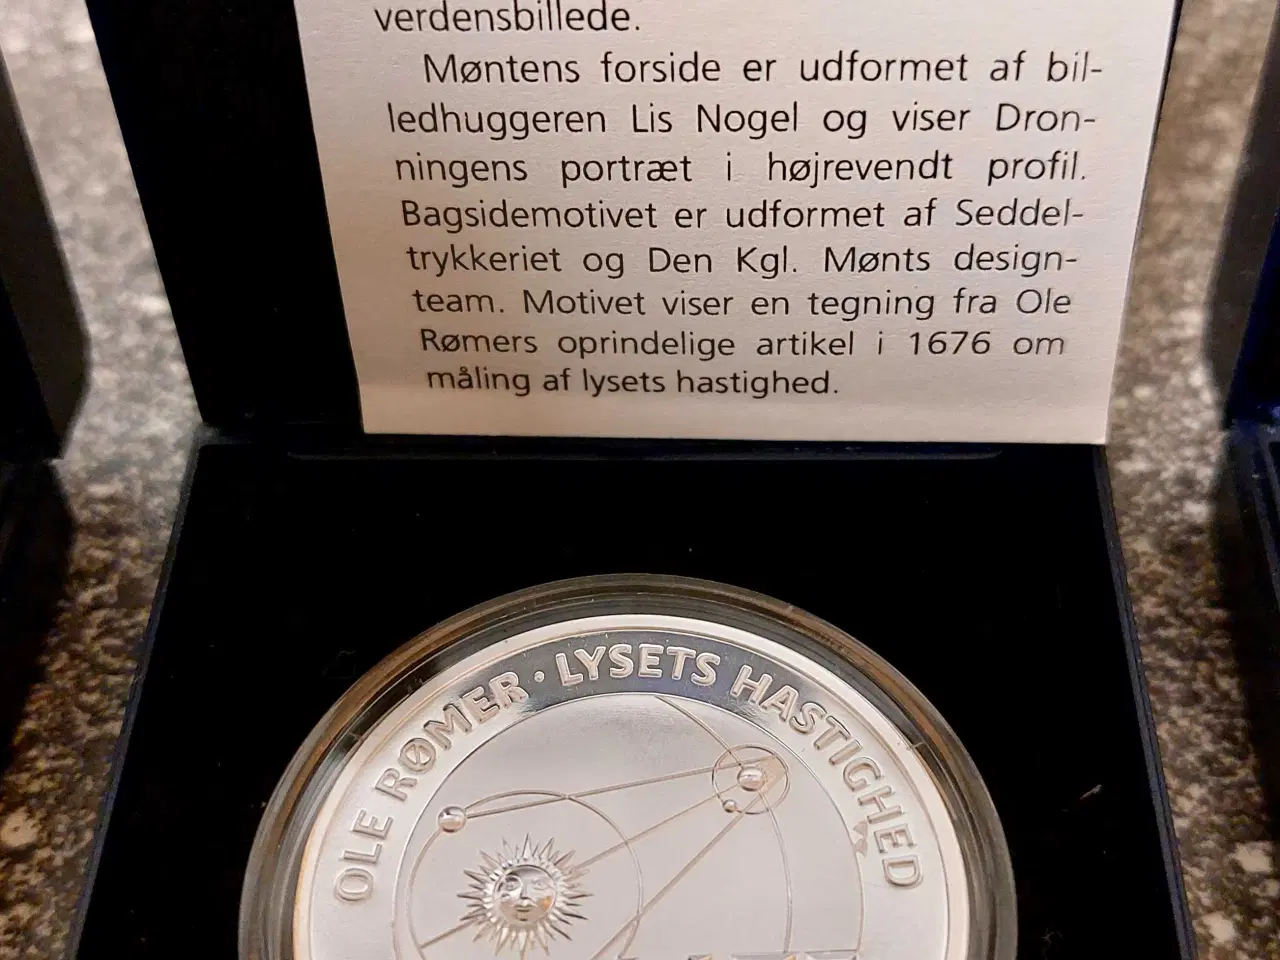 verdensbillede.
Møntens forside er udformet af bil-
ledhuggeren Lis Nogel og viser Dron-
ningens portræt i højrevendt profil.
Bagsidemotivet er udformet af Seddel-
trykkeriet og Den Kgl. Mønts design-
team. Motivet viser en tegning fra Ole
Rømers oprindelige artikel i 1676 om
måling af lysets hastighed.
OLE RØMER · LYSETS HASTIGHED